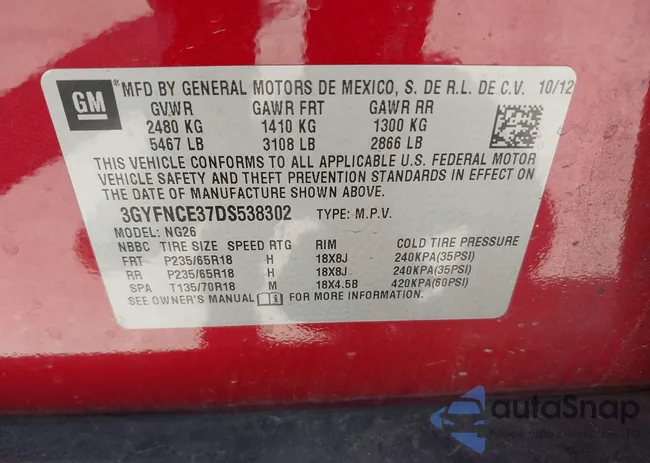 GM® MFD BY GENERAL MOTORS DE MEXICO, S. DE R.L. DE C.V. 10/12
GVWR GAWR FRT GAWR RR
2480 KG 1410 KG 1300 KG
5467 LB 3108 LB 2866 LB
THIS VEHICLE CONFORMS TO ALL APPLICABLE U.S. FEDERAL MOTOR
VEHICLE SAFETY AND THEFT PREVENTION STANDARDS IN EFFECT ON
THE DATE OF MANUFACTURE SHOWN ABOVE.
3GYFNCE37DS538302 TYPE: M.P.V.
MODEL: NG26
NBBC TIRE SIZE SPEED RTG RIM COLD TIRE PRESSURE
FRT P235/65R18 H 18X8J 240KPA(35PSI)
RR P235/65R18 H 18X8J 240KPA(35PSI)
SPA T135/70R18 M 18X4.5B 420KPA(60PSI)
SEE OWNER'S MANUAL FOR MORE INFORMATION.
autoSnap